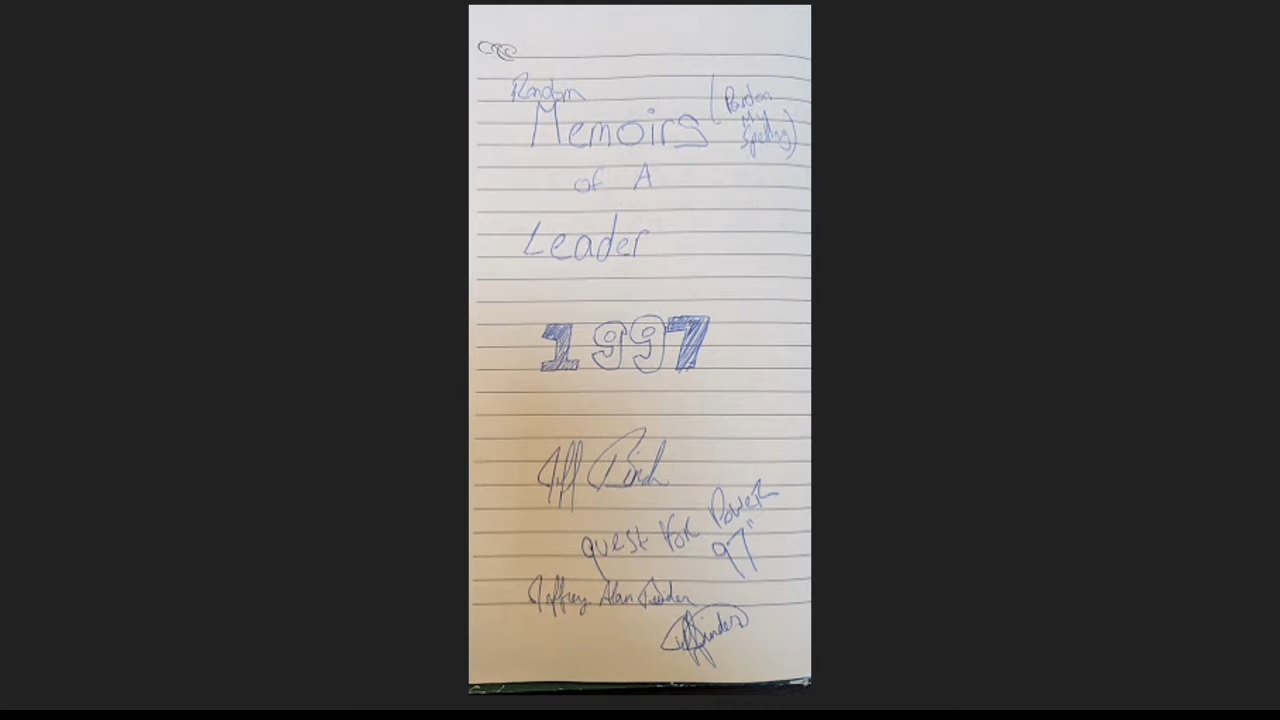 Random
Memoirs
(Pardon
My
Spelling)
of A
Leader
1997
Jeff
Quest for Power
97"
Jeffrey Alan